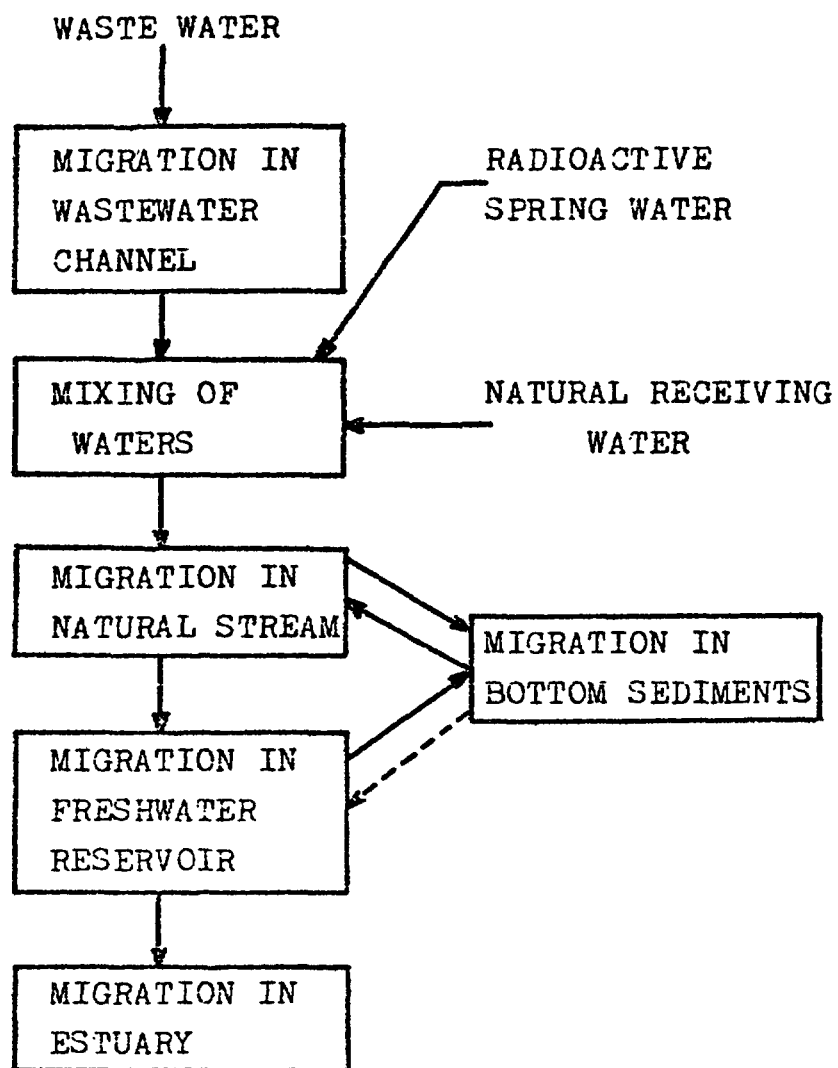 WASTE WATER
MIGRATION IN
WASTEWATER
CHANNEL
RADIOACTIVE
SPRING WATER
MIXING OF
WATERS
NATURAL RECEIVING
WATER
MIGRATION IN
NATURAL STREAM
MIGRATION IN
BOTTOM SEDIMENTS
MIGRATION IN
FRESHWATER
RESERVOIR
MIGRATION IN
ESTUARY